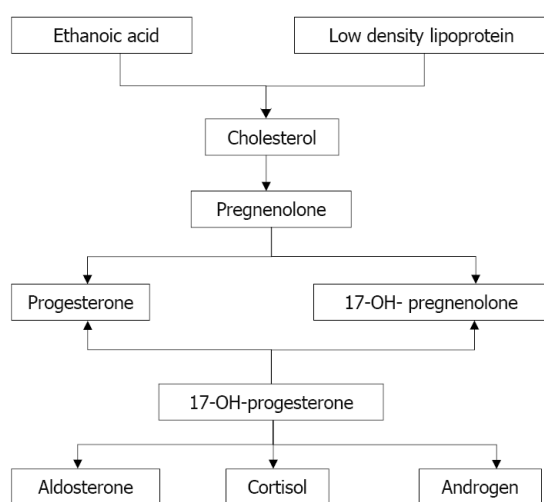 Ethanoic acid
Low density lipoprotein
Cholesterol
Pregnenolone
Progesterone
17-OH- pregnenolone
17-OH-progesterone
Aldosterone
Cortisol
Androgen